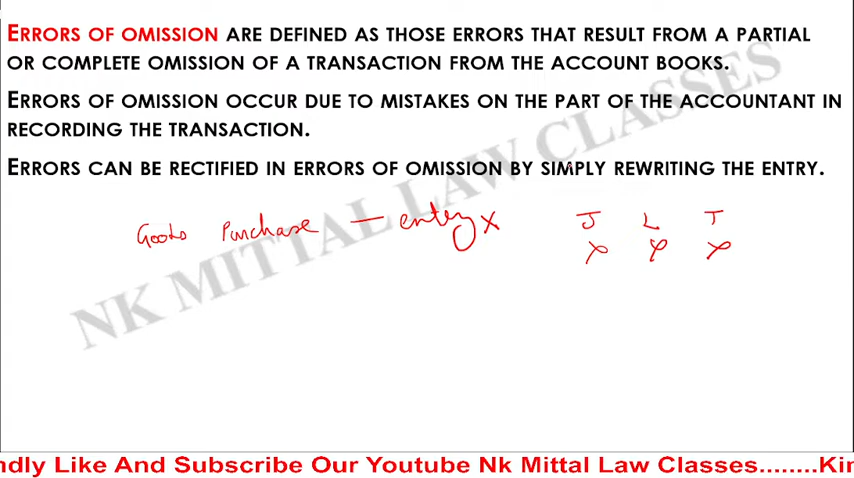 ERRORS OF OMISSION ARE DEFINED AS THOSE ERRORS THAT RESULT FROM A PARTIAL
OR COMPLETE OMISSION OF A TRANSACTION FROM THE ACCOUNT BOOKS.
ERRORS OF OMISSION OCCUR DUE TO MISTAKES ON THE PART OF THE ACCOUNTANT IN
RECORDING THE TRANSACTION.
ERRORS CAN BE RECTIFIED IN ERRORS OF OMISSION BY SIMPLY REWRITING THE ENTRY.
Goods Purchase — entry x J L T
x x x
NK MITTAL LAW CLASSES
ndly Like And Subscribe Our Youtube Nk Mittal Law Classes........Kin